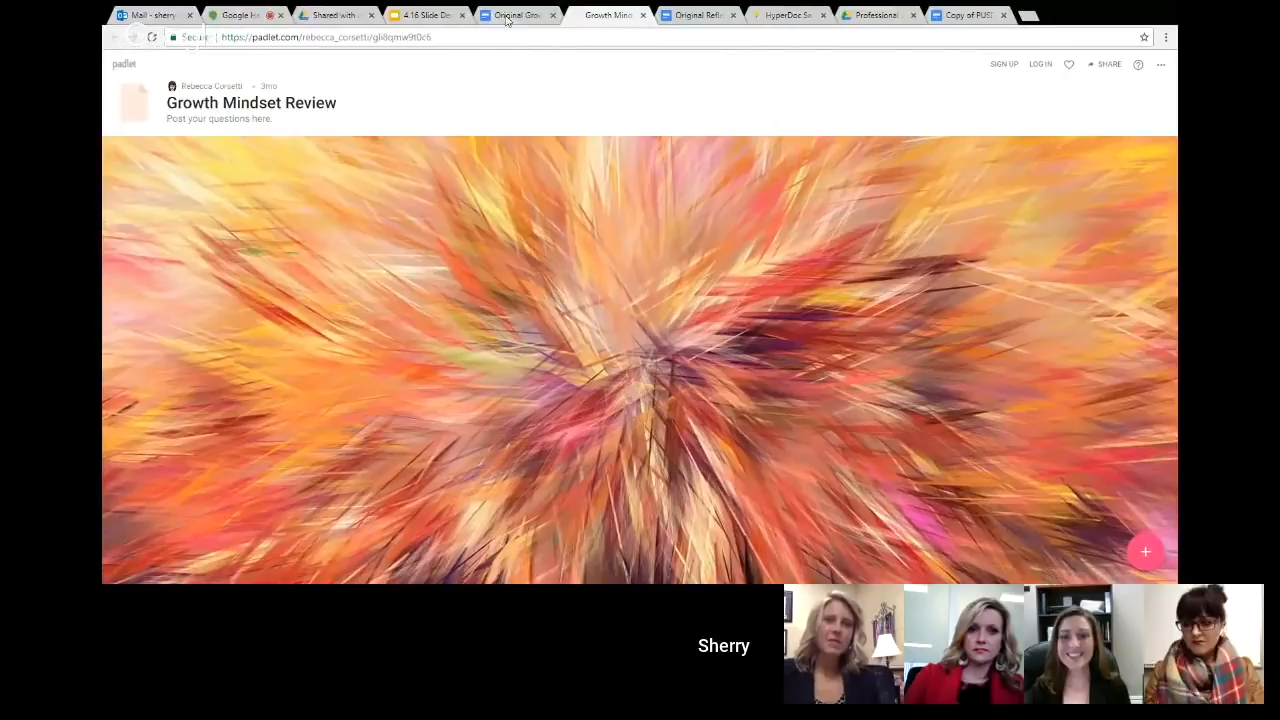 Mail - sherry
Google Ha
Shared with
4:16 Slide De
Original Grow
Growth Mind
Original Refl
HyperDoc Se
Professional
Copy of PUS
https://padlet.com/rebecca_corsetti/gli8qmw9t0c6
padlet
SIGN UP
LOG IN
SHARE
Rebecca Corsetti • 3mo
Growth Mindset Review
Post your questions here.
Sherry